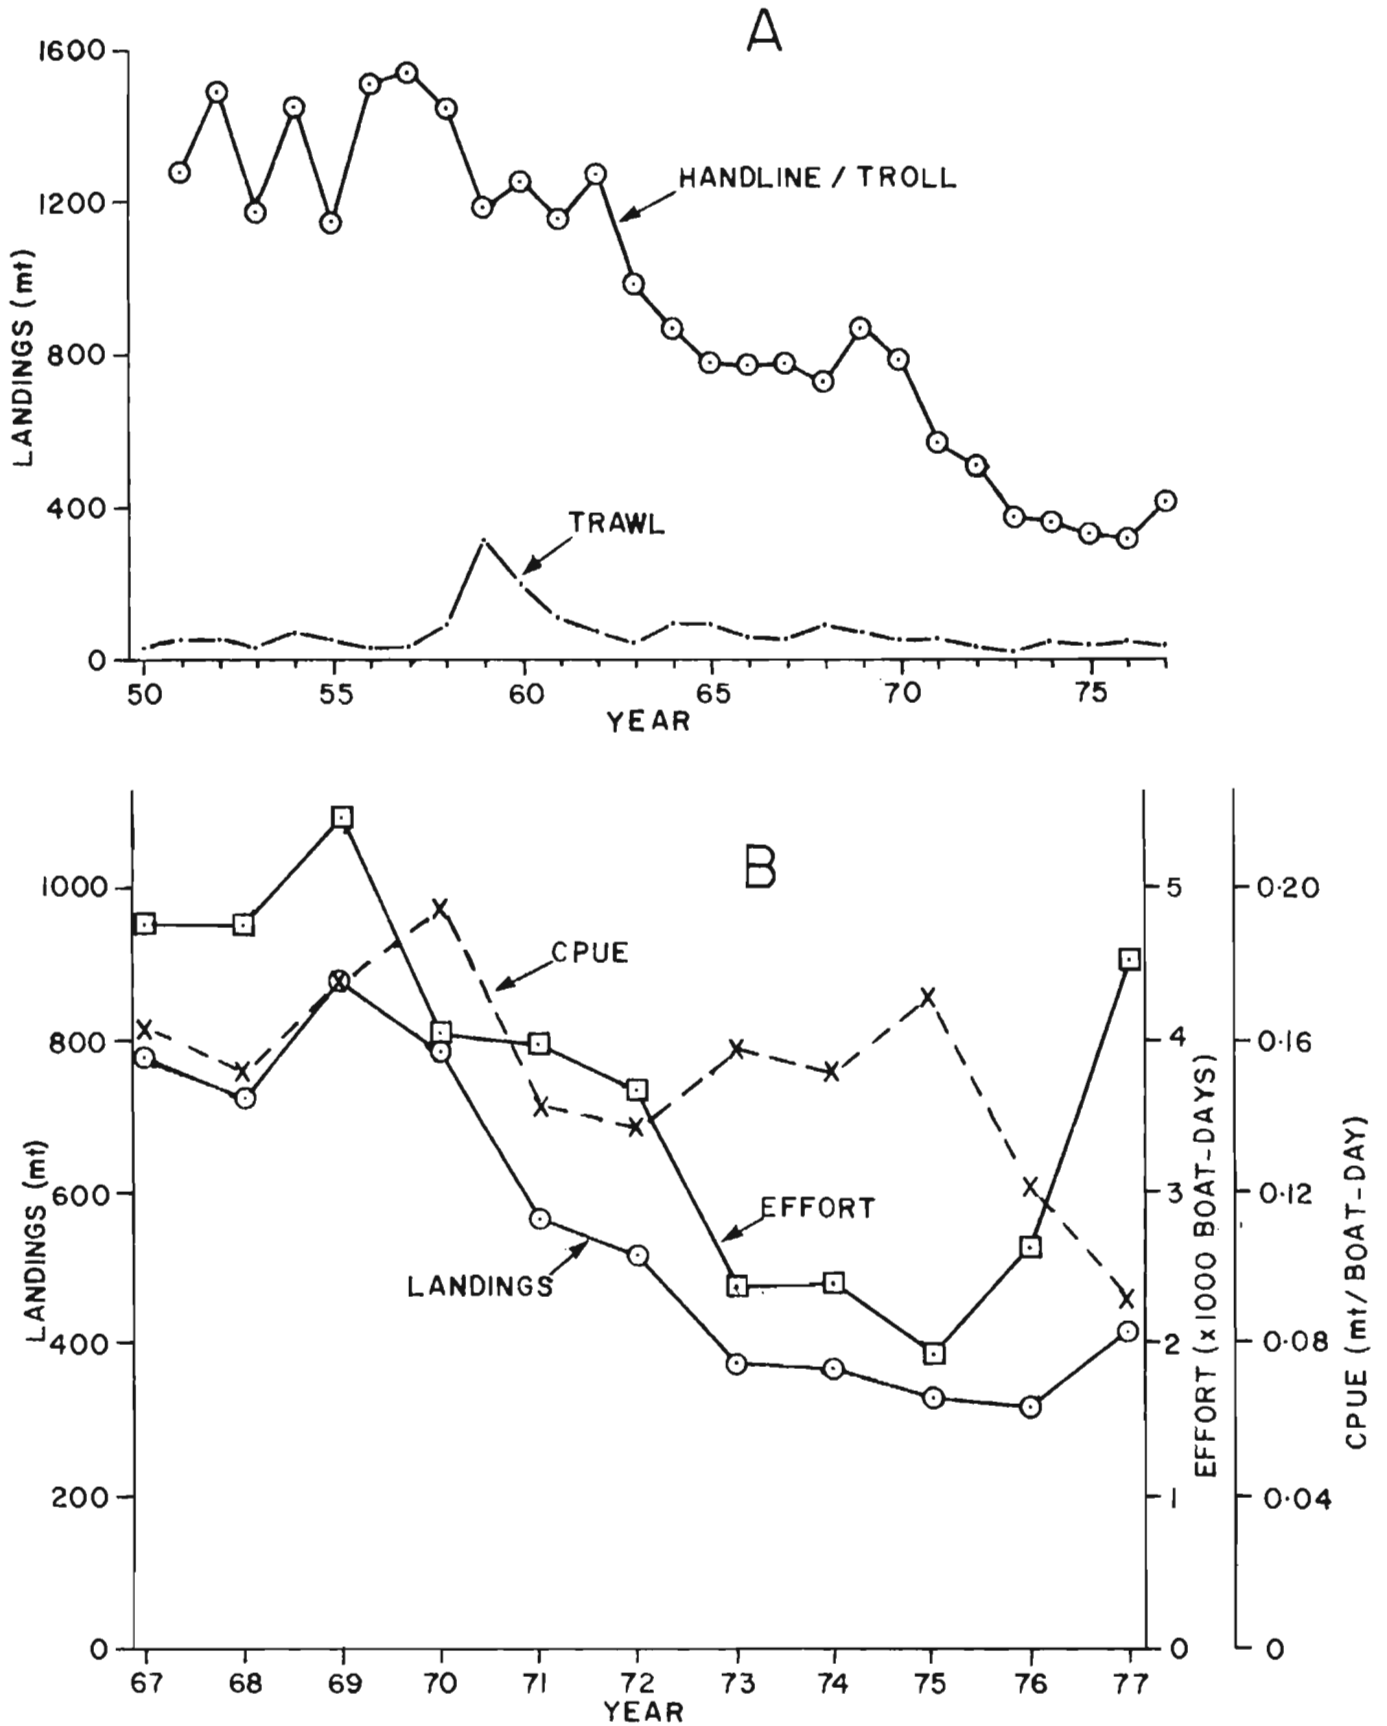 A
1600
1200
800
400
0
LANDINGS (mt)
HANDLINE / TROLL
TRAWL
50 55 60 65 70 75
YEAR
B
1000
800
600
400
200
0
LANDINGS (mt)
CPUE
EFFORT
LANDINGS
5
4
3
2
1
0
EFFORT (x1000 BOAT-DAYS)
0·20
0·16
0·12
0·08
0·04
0
CPUE (mt/BOAT-DAY)
67 68 69 70 71 72 73 74 75 76 77
YEAR